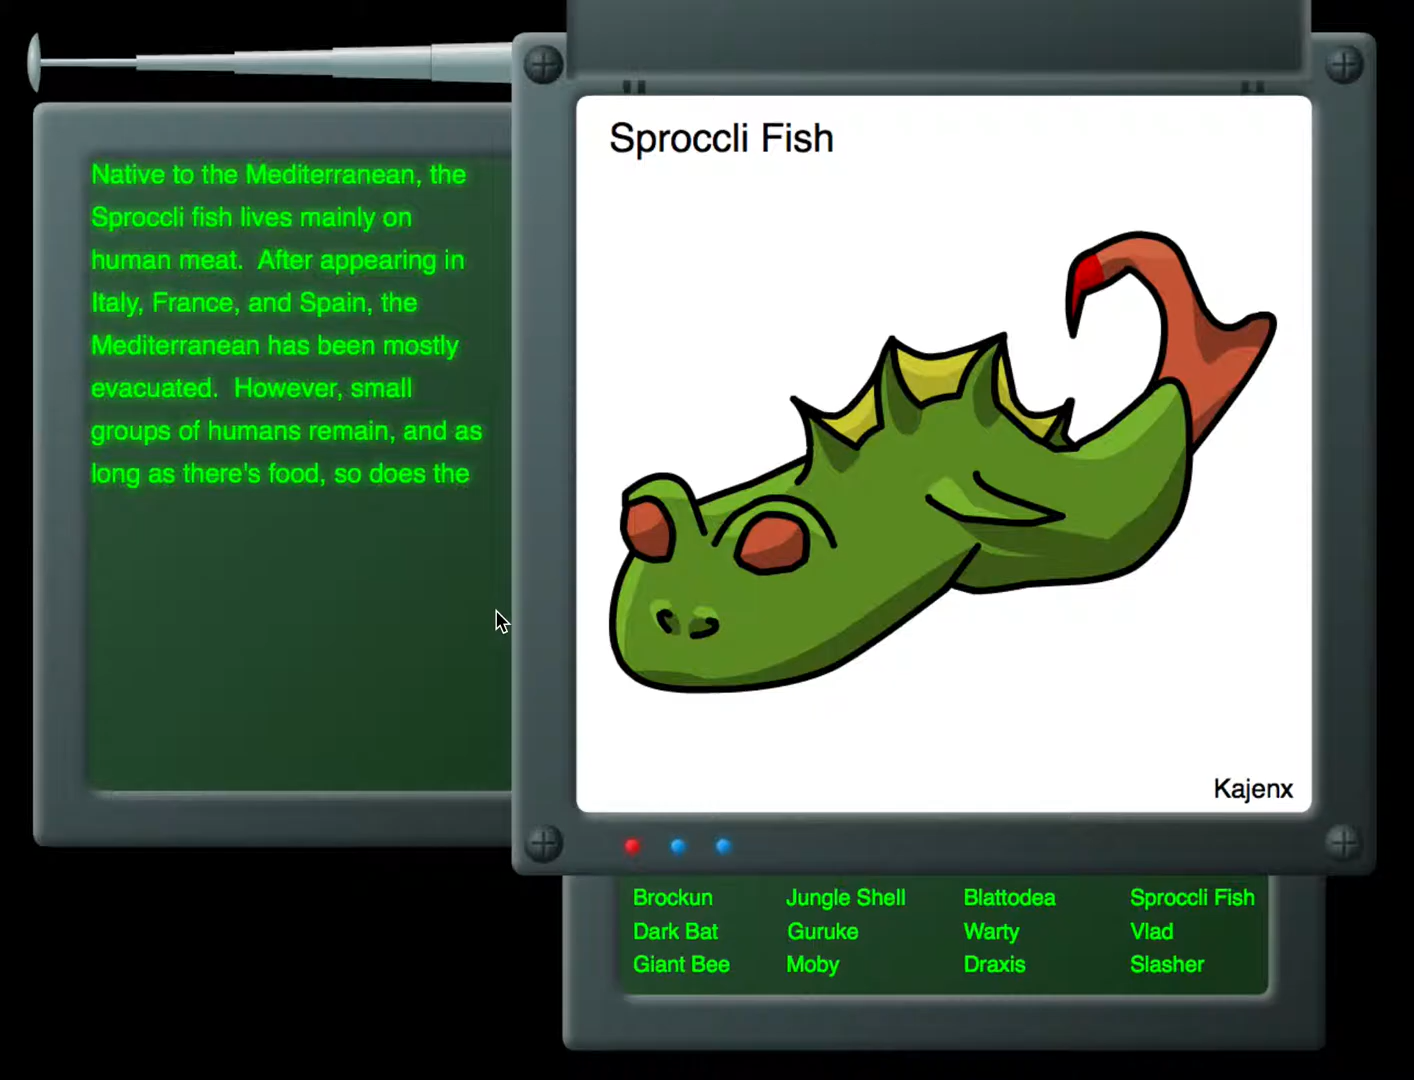 Sproccli Fish
Native to the Mediterranean, the
Sproccli fish lives mainly on
human meat.  After appearing in
Italy, France, and Spain, the
Mediterranean has been mostly
evacuated.  However, small
groups of humans remain, and as
long as there's food, so does the
Kajenx
Brockun Jungle Shell Blattodea Sproccli Fish
Dark Bat Guruke Warty Vlad
Giant Bee Moby Draxis Slasher